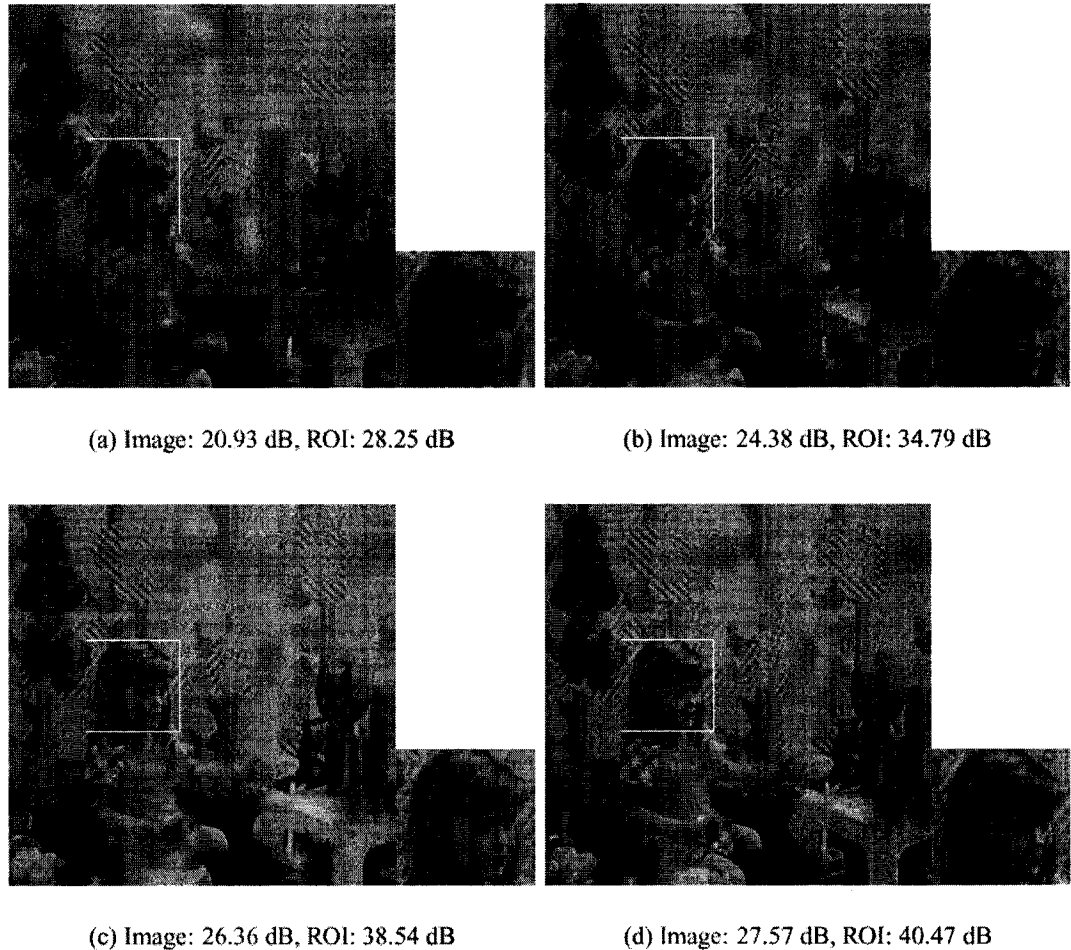 (a) Image: 20.93 dB, ROI: 28.25 dB
(b) Image: 24.38 dB, ROI: 34.79 dB
(c) Image: 26.36 dB, ROI: 38.54 dB
(d) Image: 27.57 dB, ROI: 40.47 dB